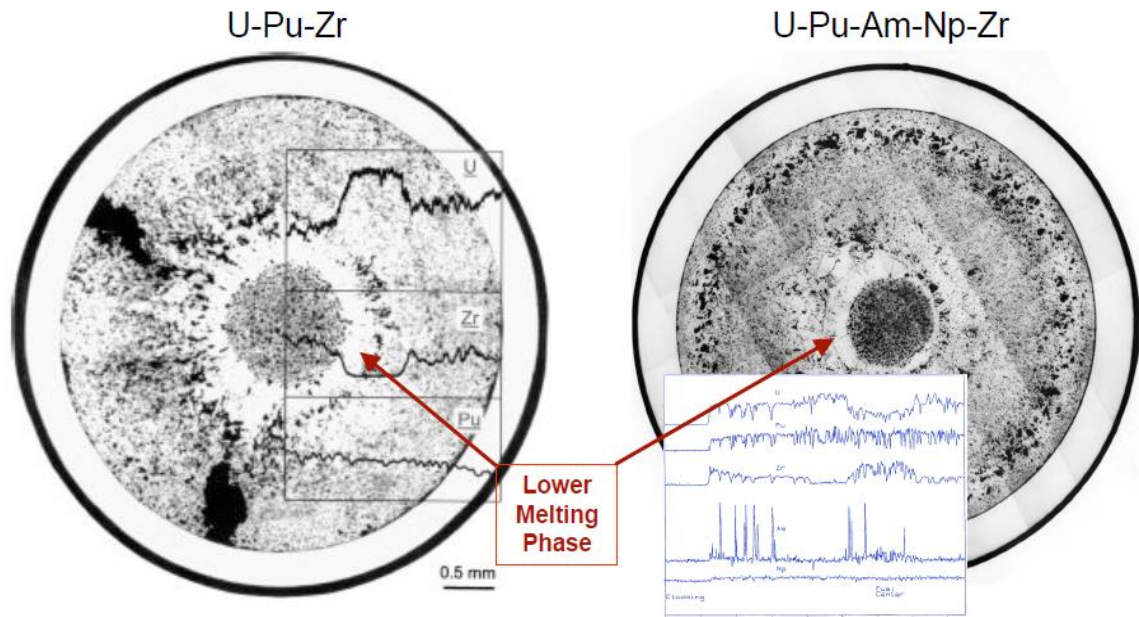 U-Pu-Zr
U-Pu-Am-Np-Zr
U
Zr
Pu
Lower
Melting
Phase
0.5 mm
U
Pu
Zr
Am
Np
Cladding
Fuel
Center